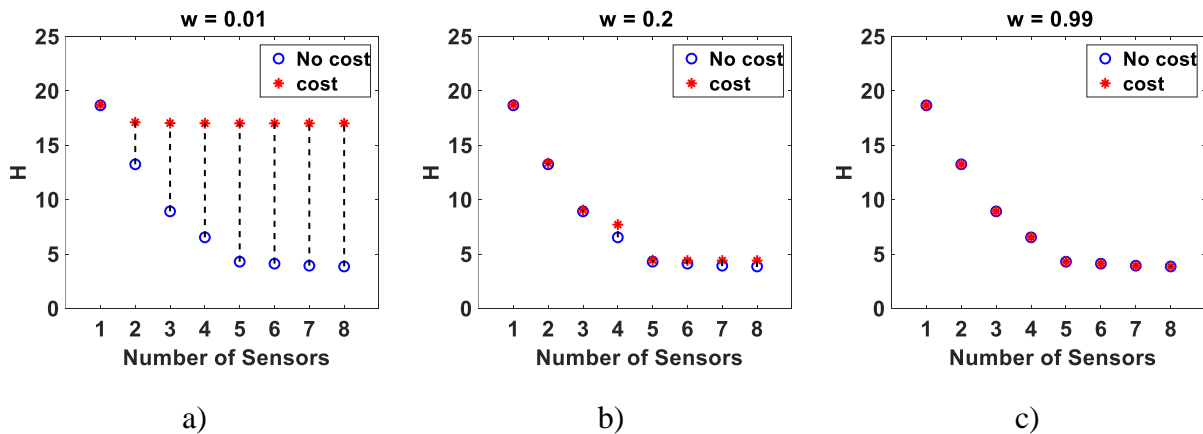 w = 0.01
25
20
15
10
5
0
H
No cost
cost
1 2 3 4 5 6 7 8
Number of Sensors
a)
w = 0.2
25
20
15
10
5
0
H
No cost
cost
1 2 3 4 5 6 7 8
Number of Sensors
b)
w = 0.99
25
20
15
10
5
0
H
No cost
cost
1 2 3 4 5 6 7 8
Number of Sensors
c)